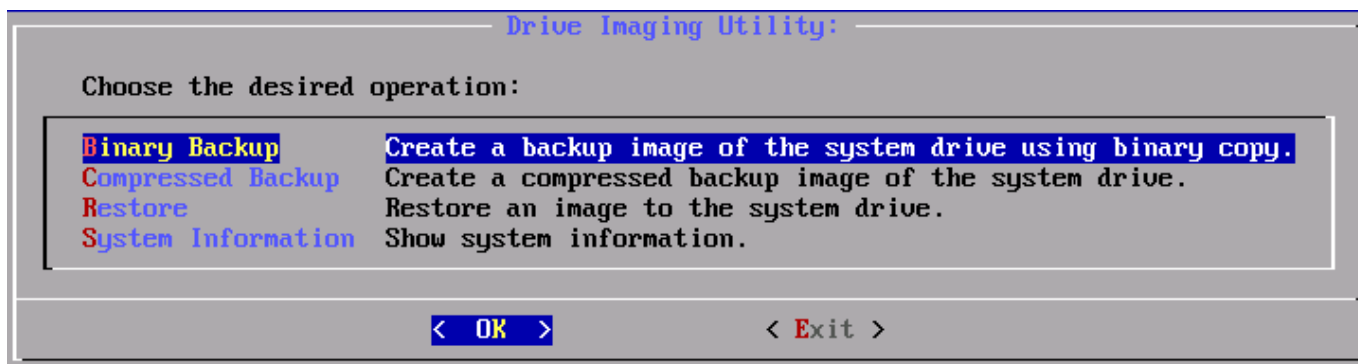 Drive Imaging Utility:
Choose the desired operation:
Binary Backup Create a backup image of the system drive using binary copy.
Compressed Backup Create a compressed backup image of the system drive.
Restore Restore an image to the system drive.
System Information Show system information.
< OK > < Exit >